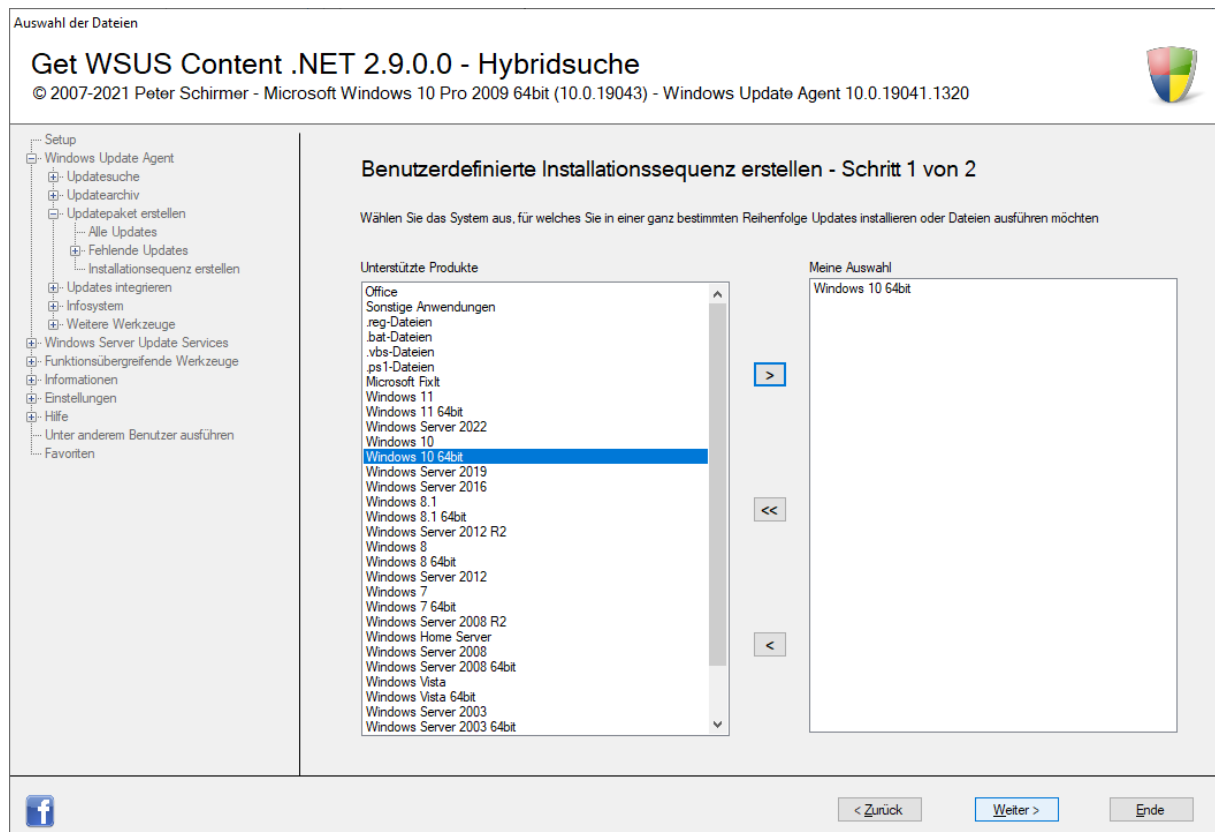 Auswahl der Dateien
Get WSUS Content .NET 2.9.0.0 - Hybridsuche
© 2007-2021 Peter Schirmer - Microsoft Windows 10 Pro 2009 64bit (10.0.19043) - Windows Update Agent 10.0.19041.1320
Setup
Windows Update Agent
Updatesuche
Updatearchiv
Updatepaket erstellen
Alle Updates
Fehlende Updates
Installationsequenz erstellen
Updates integrieren
Infosystem
Weitere Werkzeuge
Windows Server Update Services
Funktionsübergreifende Werkzeuge
Informationen
Einstellungen
Hilfe
Unter anderem Benutzer ausführen
Favoriten
Benutzerdefinierte Installationssequenz erstellen - Schritt 1 von 2
Wählen Sie das System aus, für welches Sie in einer ganz bestimmten Reihenfolge Updates installieren oder Dateien ausführen möchten
Unterstützte Produkte
Office
Sonstige Anwendungen
.reg-Dateien
.bat-Dateien
.vbs-Dateien
.ps1-Dateien
Microsoft FixIt
Windows 11
Windows 11 64bit
Windows Server 2022
Windows 10
Windows 10 64bit
Windows Server 2019
Windows Server 2016
Windows 8.1
Windows 8.1 64bit
Windows Server 2012 R2
Windows 8
Windows 8 64bit
Windows Server 2012
Windows 7
Windows 7 64bit
Windows Server 2008 R2
Windows Home Server
Windows Server 2008
Windows Server 2008 64bit
Windows Vista
Windows Vista 64bit
Windows Server 2003
Windows Server 2003 64bit
>
<<
<
Meine Auswahl
Windows 10 64bit
f
< Zurück
Weiter >
Ende